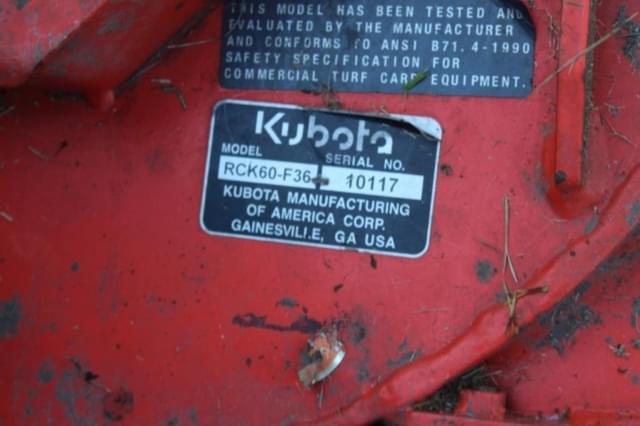 THIS MODEL HAS BEEN TESTED AND
EVALUATED BY THE MANUFACTURER
AND CONFORMS TO ANSI B71.4-1990
SAFETY SPECIFICATION FOR
COMMERCIAL TURF CARE EQUIPMENT.
Kubota
MODEL SERIAL NO.
RCK60-F36 10117
KUBOTA MANUFACTURING
OF AMERICA CORP.
GAINESVILLE, GA USA